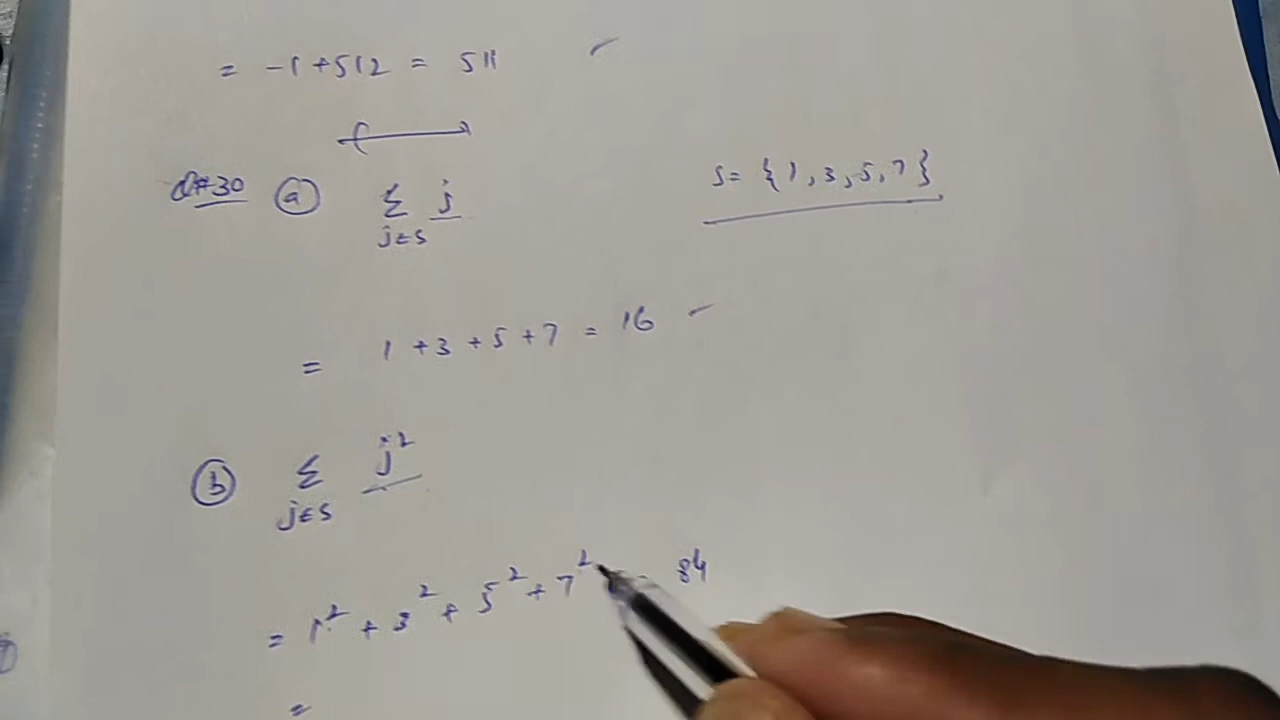 = -1 + 512 = 511
Q#30 (a) Σ j
j∈S
S = {1, 3, 5, 7}
= 1 + 3 + 5 + 7 = 16
(b) Σ j²
j∈S
= 1² + 3² + 5² + 7² 84
=